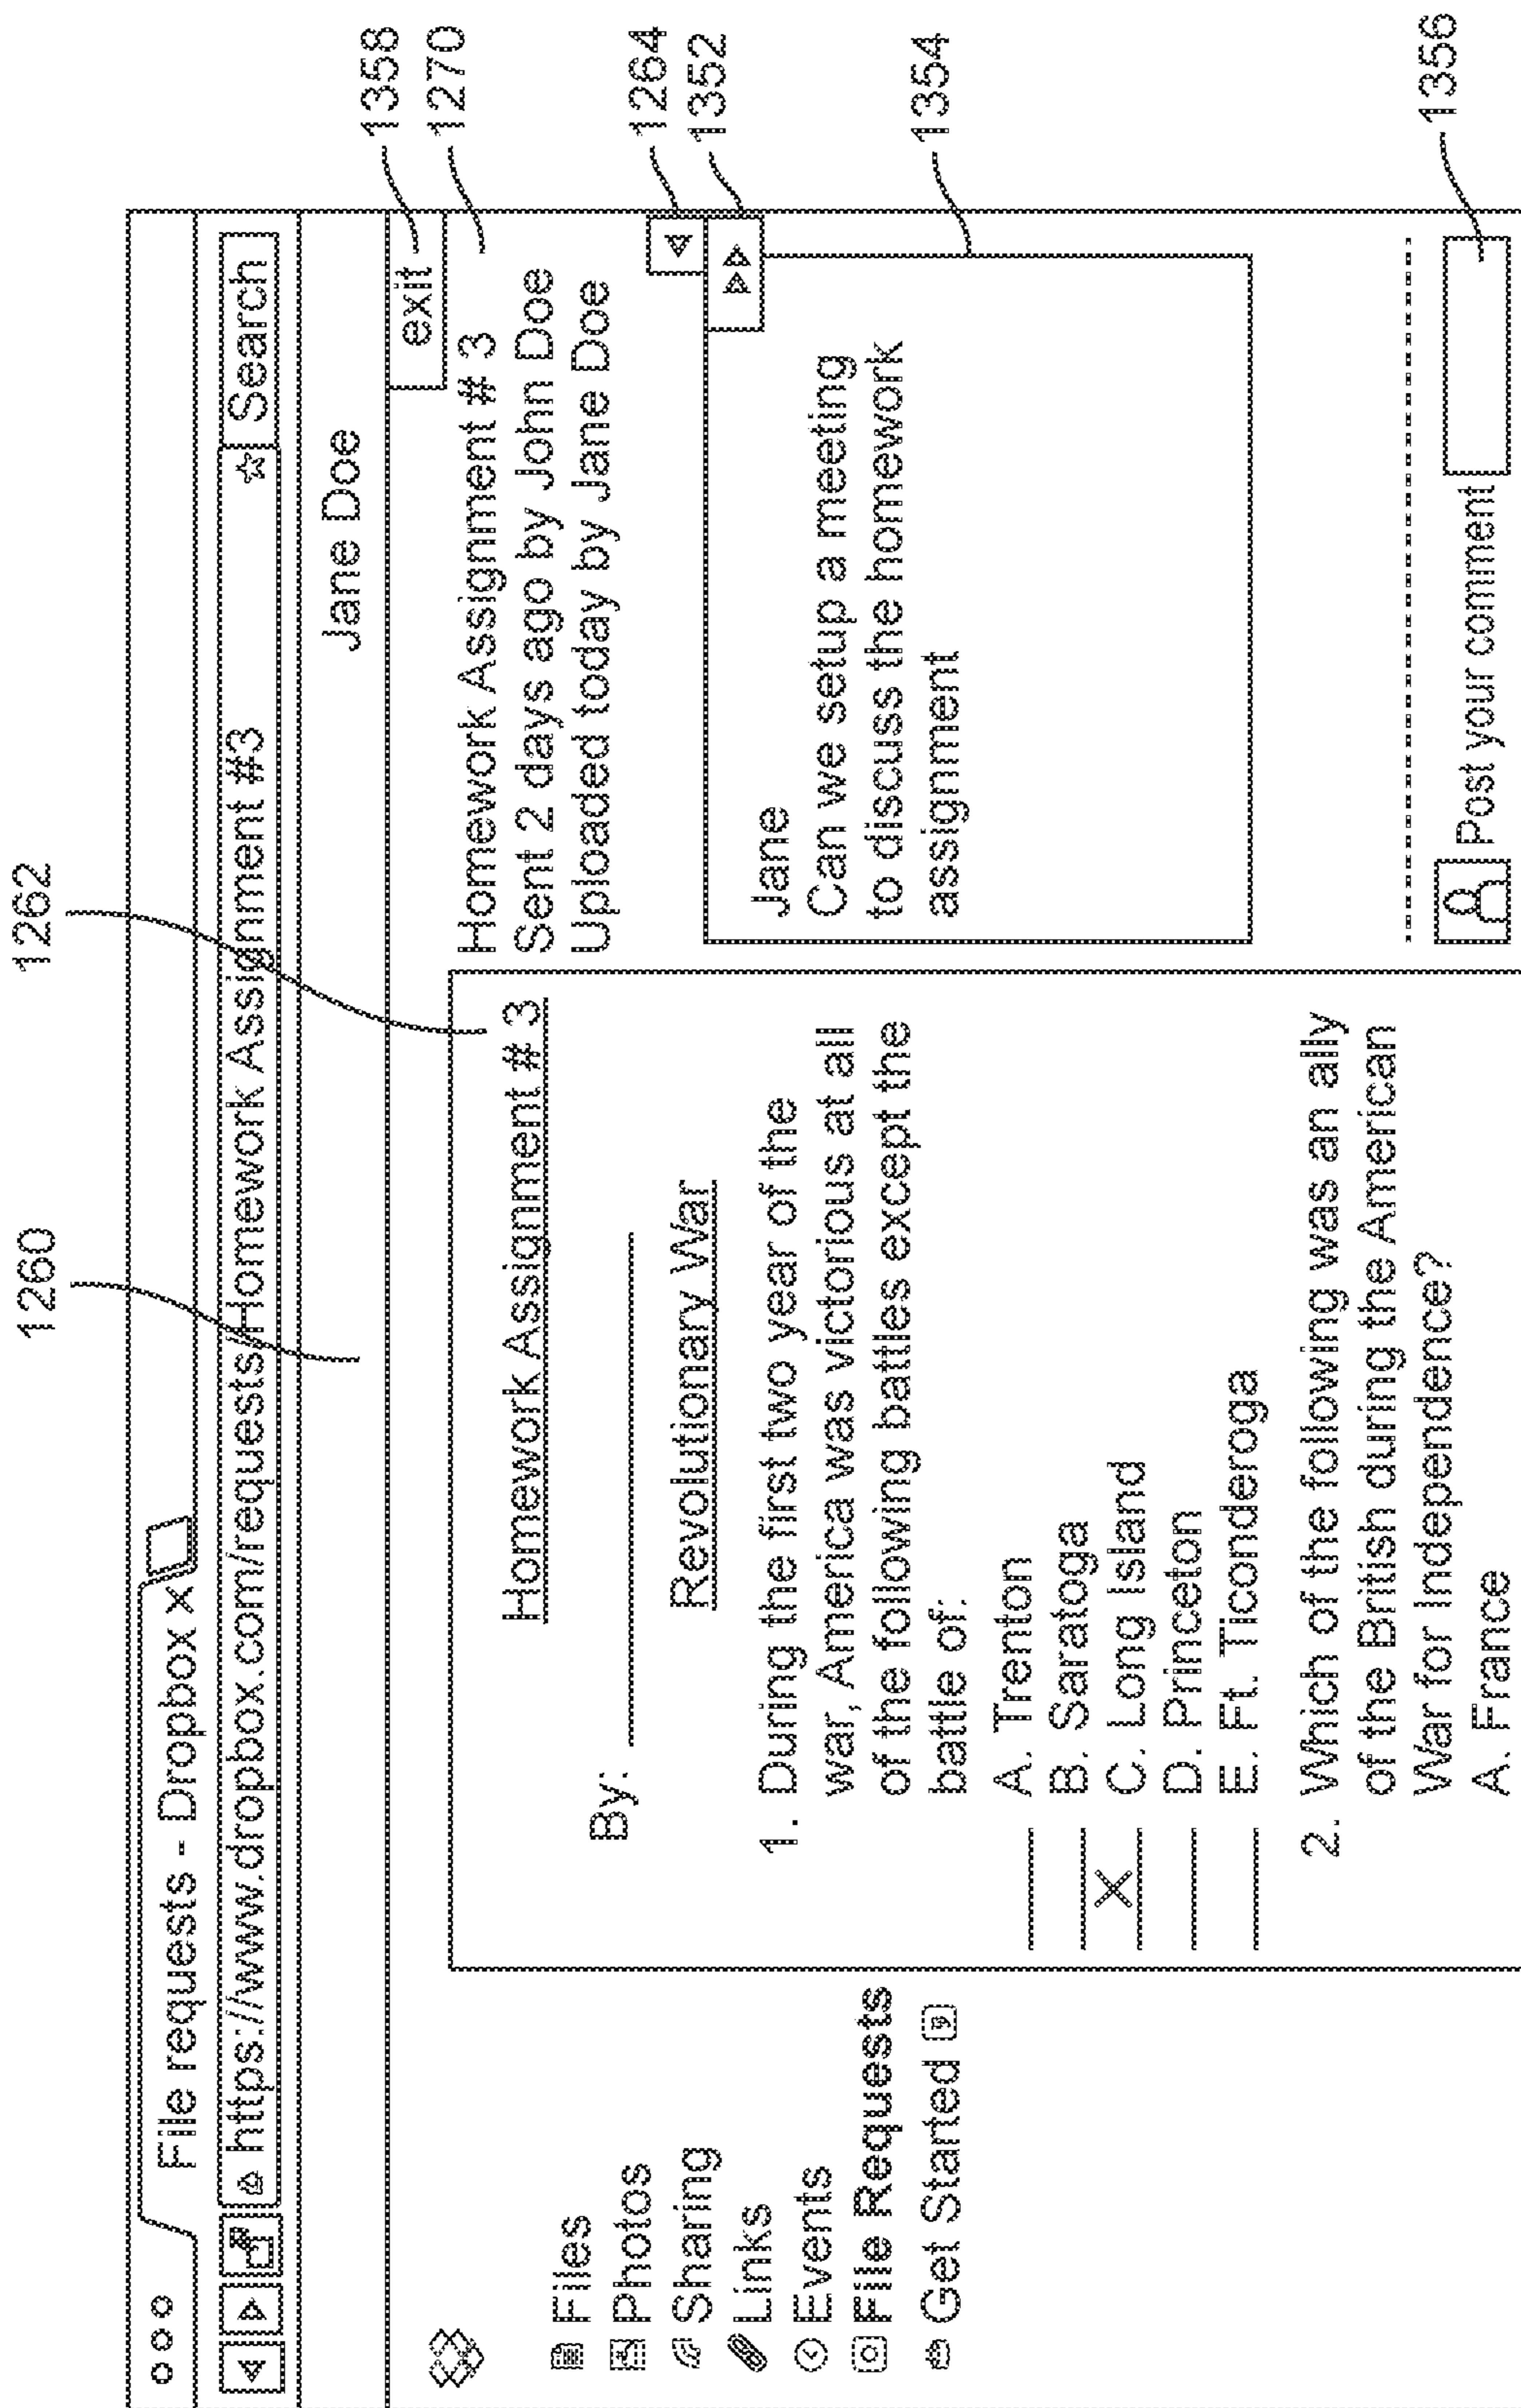 1260
1262
File requests - Dropbox x
https://www.dropbox.com/requests/Homework Assignment #3
Search
Jane Doe
exit
1358
Files
Photos
Sharing
Links
Events
File Requests
Get Started
Homework Assignment # 3
By:
Revolutionary War
1. During the first two year of the
war, America was victorious at all
of the following battles except the
battle of:
A. Trenton
B. Saratoga
X C. Long Island
D. Princeton
E. Ft. Ticonderoga
2. Which of the following was an ally
of the British during the American
War for Independence?
A. France
Homework Assignment # 3
1270
Sent 2 days ago by John Doe
Uploaded today by Jane Doe
1264
1352
Jane
Can we setup a meeting
to discuss the homework
assignment
1354
Post your comment
1356